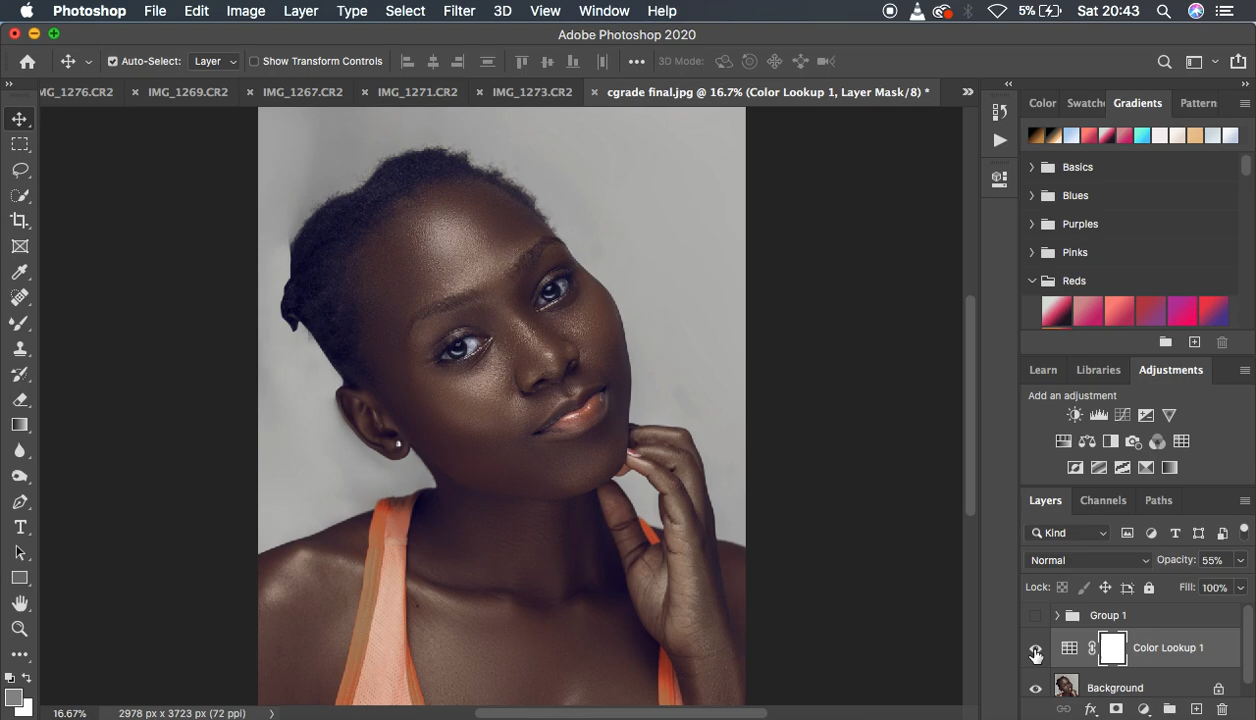 Photoshop File Edit Image Layer Type Select Filter 3D View Window Help 5% Sat 20:43
Adobe Photoshop 2020
Auto-Select: Layer Show Transform Controls 3D Mode:
MG_1276.CR2 IMG_1269.CR2 IMG_1267.CR2 IMG_1271.CR2 IMG_1273.CR2 cgrade final.jpg @ 16.7% (Color Lookup 1, Layer Mask/8) *
Color Swatche Gradients Pattern
Basics
Blues
Purples
Pinks
Reds
Learn Libraries Adjustments
Add an adjustment
Layers Channels Paths
Kind
Normal Opacity: 55%
Lock: Fill: 100%
Group 1
Color Lookup 1
Background
16.67% 2978 px x 3723 px (72 ppi)